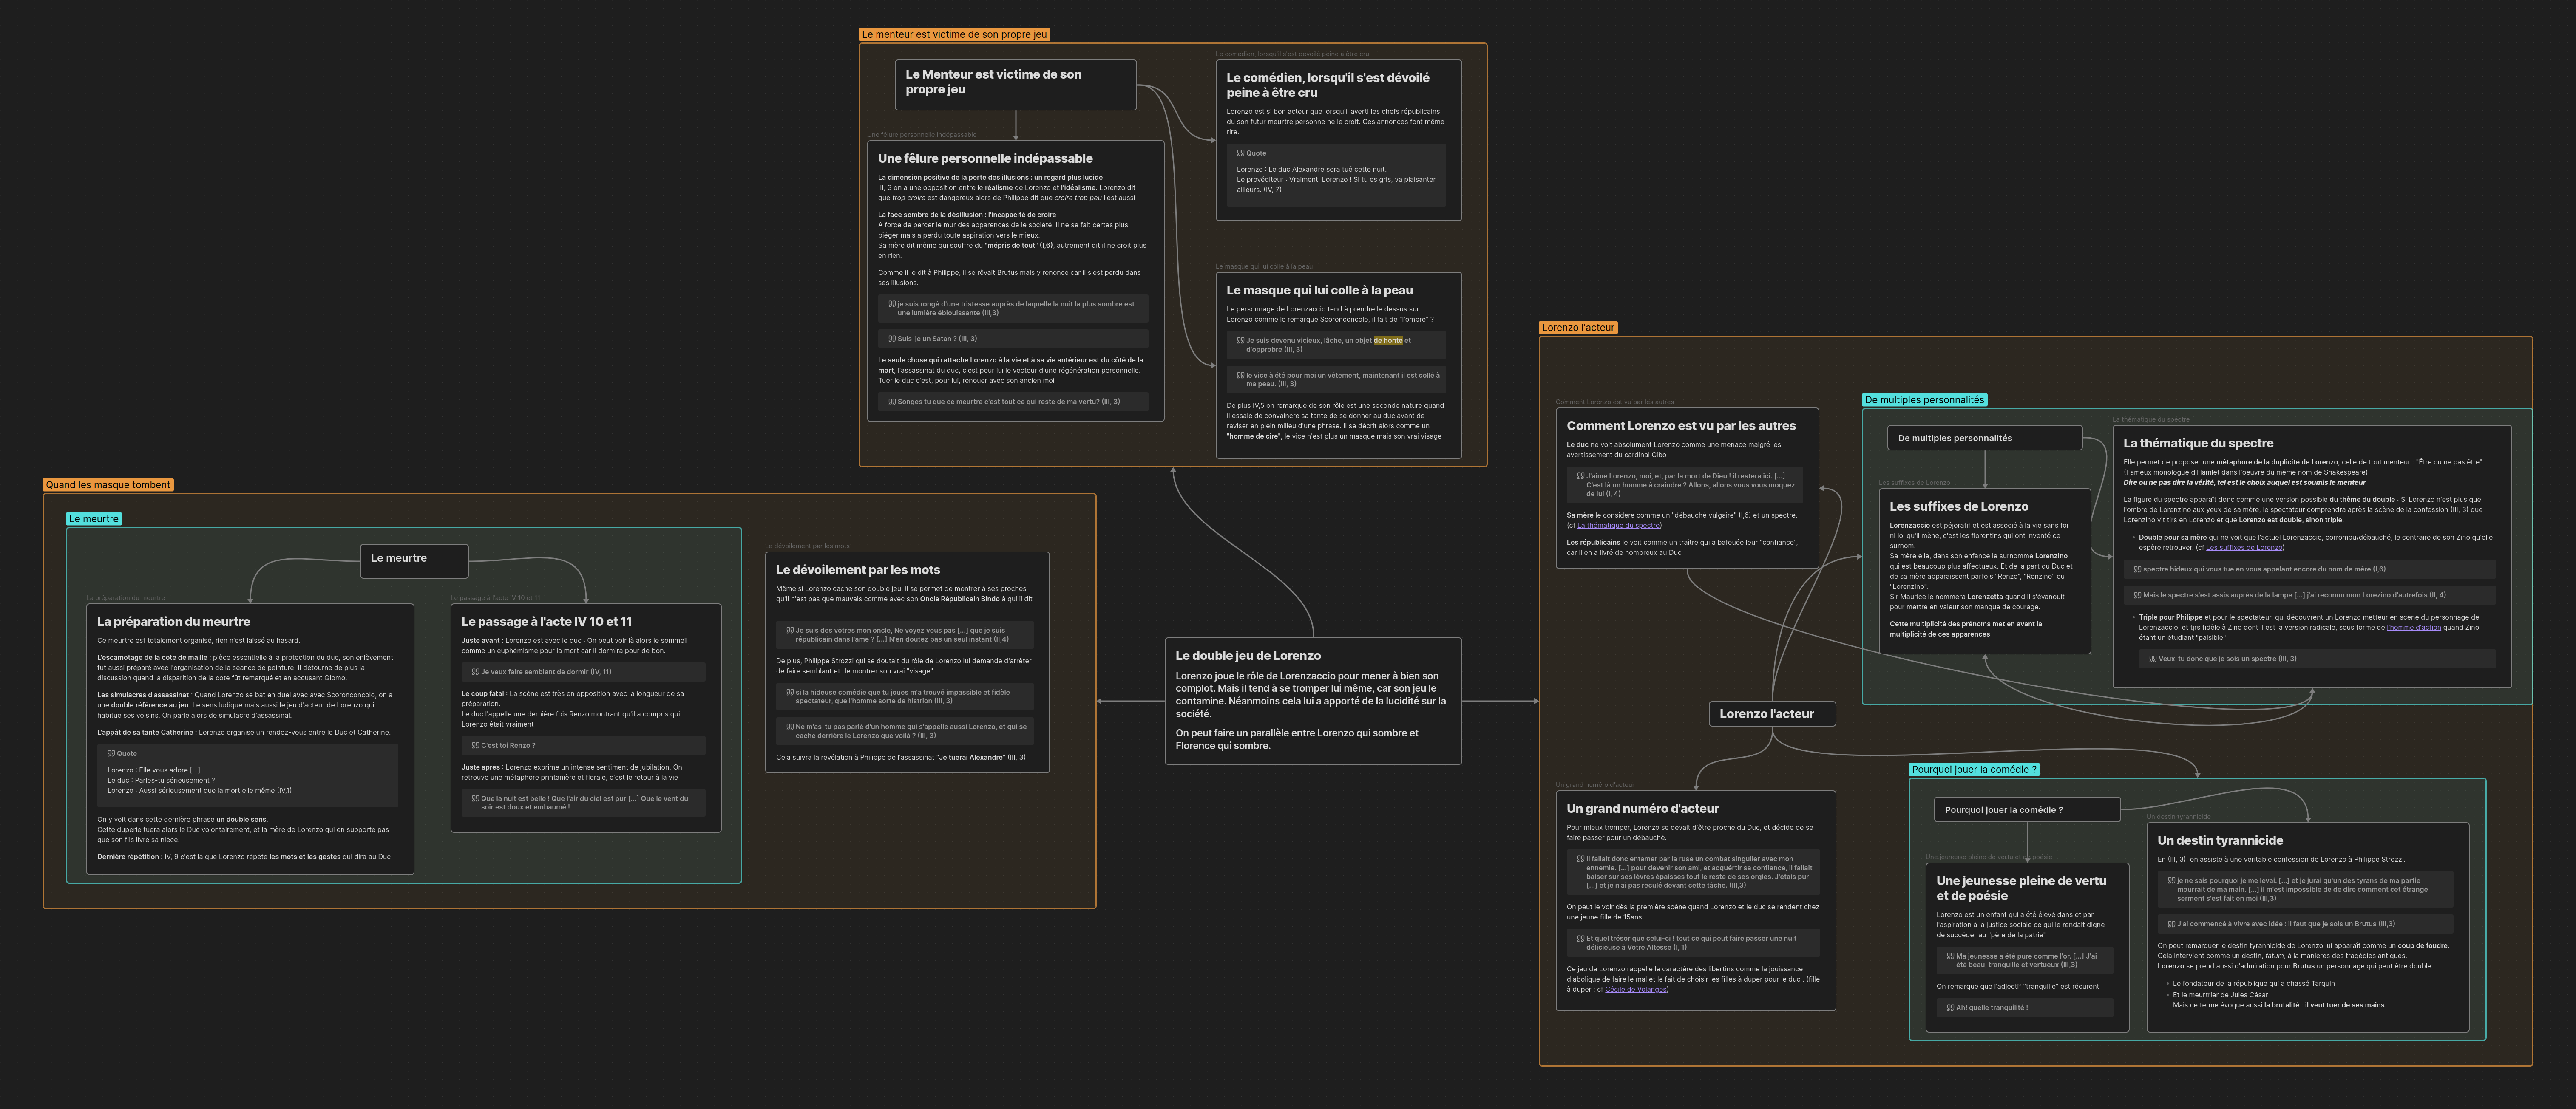 Le menteur est victime de son propre jeu
Le Menteur est victime de son
propre jeu
Une fêlure personnelle indépassable
Une fêlure personnelle indépassable
La dimension positive de la perte des illusions : un regard plus lucide
III, 3 on a une opposition entre le réalisme de Lorenzo et l'idéalisme. Lorenzo dit
que trop croire est dangereux alors de Philippe dit que croire trop peu l'est aussi
La face sombre de la désillusion : l'incapacité de croire
A force de percer le mur des apparences de le société. Il ne se fait certes plus
piéger mais a perdu toute aspiration vers le mieux.
Sa mère dit même qui souffre du "mépris de tout" (I,6), autrement dit il ne croit plus
en rien.
Comme il le dit à Philippe, il se rêvait Brutus mais y renonce car il s'est perdu dans
ses illusions.
je suis rongé d'une tristesse auprès de laquelle la nuit la plus sombre est
une lumière éblouissante (III,3)
Suis-je un Satan ? (III, 3)
Le seule chose qui rattache Lorenzo à la vie et à sa vie antérieur est du côté de la
mort, l'assassinat du duc, c'est pour lui le vecteur d'une régénération personnelle.
Tuer le duc c'est, pour lui, renouer avec son ancien moi
Songes tu que ce meurtre c'est tout ce qui reste de ma vertu? (III, 3)
Le comédien, lorsqu'il s'est dévoilé peine à être cru
Le comédien, lorsqu'il s'est dévoilé
peine à être cru
Lorenzo est si bon acteur que lorsqu'il averti les chefs républicains
du son futur meurtre personne ne le croit. Ces annonces font même
rire.
Quote
Lorenzo : Le duc Alexandre sera tué cette nuit.
Le provéditeur : Vraiment, Lorenzo ! Si tu es gris, va plaisanter
ailleurs. (IV, 7)
Le masque qui lui colle à la peau
Le masque qui lui colle à la peau
Le personnage de Lorenzaccio tend à prendre le dessus sur
Lorenzo comme le remarque Scoronconcolo, il fait de "l'ombre" ?
Je suis devenu vicieux, lâche, un objet de honte et
d'opprobre (III, 3)
le vice à été pour moi un vêtement, maintenant il est collé à
ma peau. (III, 3)
De plus IV,5 on remarque de son rôle est une seconde nature quand
il essaie de convaincre sa tante de se donner au duc avant de
raviser en plein milieu d'une phrase. Il se décrit alors comme un
"homme de cire", le vice n'est plus un masque mais son vrai visage
Quand les masque tombent
Le meurtre
Le meurtre
La préparation du meurtre
La préparation du meurtre
Ce meurtre est totalement organisé, rien n'est laissé au hasard.
L'escamotage de la cote de maille : pièce essentielle à la protection du duc, son enlèvement
fut aussi préparé avec l'organisation de la séance de peinture. Il détourne de plus la
discussion quand la disparition de la cote fût remarqué et en accusant Giomo.
Les simulacres d'assassinat : Quand Lorenzo se bat en duel avec avec Scoronconcolo, on a
une double référence au jeu. Le sens ludique mais aussi le jeu d'acteur de Lorenzo qui
habitue ses voisins. On parle alors de simulacre d'assassinat.
L'appât de sa tante Catherine : Lorenzo organise un rendez-vous entre le Duc et Catherine.
Quote
Lorenzo : Elle vous adore [...]
Le duc : Parles-tu sérieusement ?
Lorenzo : Aussi sérieusement que la mort elle même (IV,1)
On y voit dans cette dernière phrase un double sens.
Cette duperie tuera alors le Duc volontairement, et la mère de Lorenzo qui en supporte pas
que son fils livre sa nièce.
Dernière répétition : IV, 9 c'est la que Lorenzo répète les mots et les gestes qui dira au Duc
Le passage à l'acte IV 10 et 11
Le passage à l'acte IV 10 et 11
Juste avant : Lorenzo est avec le duc : On peut voir là alors le sommeil
comme un euphémisme pour la mort car il dormira pour de bon.
Je veux faire semblant de dormir (IV, 11)
Le coup fatal : La scène est très en opposition avec la longueur de sa
préparation.
Le duc l'appelle une dernière fois Renzo montrant qu'il a compris qui
Lorenzo était vraiment
C'est toi Renzo ?
Juste après : Lorenzo exprime un intense sentiment de jubilation. On
retrouve une métaphore printanière et florale, c'est le retour à la vie
Que la nuit est belle ! Que l'air du ciel est pur [...] Que le vent du
soir est doux et embaumé !
Le dévoilement par les mots
Le dévoilement par les mots
Même si Lorenzo cache son double jeu, il se permet de montrer à ses proches
qu'il n'est pas que mauvais comme avec son Oncle Républicain Bindo à qui il dit
:
Je suis des vôtres mon oncle, Ne voyez vous pas [...] que je suis
républicain dans l'âme ? [...] N'en doutez pas un seul instant (II,4)
De plus, Philippe Strozzi qui se doutait du rôle de Lorenzo lui demande d'arrêter
de faire semblant et de montrer son vrai "visage".
si la hideuse comédie que tu joues m'a trouvé impassible et fidèle
spectateur, que l'homme sorte de histrion (III, 3)
Ne m'as-tu pas parlé d'un homme qui s'appelle aussi Lorenzo, et qui se
cache derrière le Lorenzo que voilà ? (III, 3)
Cela suivra la révélation à Philippe de l'assassinat "Je tuerai Alexandre" (III, 3)
Le double jeu de Lorenzo
Lorenzo joue le rôle de Lorenzaccio pour mener à bien son
complot. Mais il tend à se tromper lui même, car son jeu le
contamine. Néanmoins cela lui a apporté de la lucidité sur la
société.
On peut faire un parallèle entre Lorenzo qui sombre et
Florence qui sombre.
Lorenzo l'acteur
Comment Lorenzo est vu par les autres
Comment Lorenzo est vu par les autres
Le duc ne voit absolument Lorenzo comme une menace malgré les
avertissement du cardinal Cibo
J'aime Lorenzo, moi, et, par la mort de Dieu ! il restera ici. [...]
C'est là un homme à craindre ? Allons, allons vous vous moquez
de lui (I, 4)
Sa mère le considère comme un "débauché vulgaire" (I,6) et un spectre.
(cf La thématique du spectre)
Les républicains le voit comme un traître qui a bafouée leur "confiance",
car il en a livré de nombreux au Duc
De multiples personnalités
De multiples personnalités
Les suffixes de Lorenzo
Les suffixes de Lorenzo
Lorenzaccio est péjoratif et est associé à la vie sans foi
ni loi qu'il mène, c'est les florentins qui ont inventé ce
surnom.
Sa mère elle, dans son enfance le surnomme Lorenzino
qui est beaucoup plus affectueux. Et de la part du Duc et
de sa mère apparaissent parfois "Renzo", "Renzino" ou
"Lorenzino".
Sir Maurice le nommera Lorenzetta quand il s'évanouit
pour mettre en valeur son manque de courage.
Cette multiplicité des prénoms met en avant la
multiplicité de ces apparences
La thématique du spectre
La thématique du spectre
Elle permet de proposer une métaphore de la duplicité de Lorenzo, celle de tout menteur : "Être ou ne pas être"
(Fameux monologue d'Hamlet dans l'oeuvre du même nom de Shakespeare)
Dire ou ne pas dire la vérité, tel est le choix auquel est soumis le menteur
La figure du spectre apparaît donc comme une version possible du thème du double : Si Lorenzo n'est plus que
l'ombre de Lorenzino aux yeux de sa mère, le spectateur comprendra après la scène de la confession (III, 3) que
Lorenzino vit tjrs en Lorenzo et que Lorenzo est double, sinon triple.
Double pour sa mère qui ne voit que l'actuel Lorenzaccio, corrompu/débauché, le contraire de son Zino qu'elle
espère retrouver. (cf Les suffixes de Lorenzo)
spectre hideux qui vous tue en vous appelant encore du nom de mère (I,6)
Mais le spectre s'est assis auprès de la lampe [...] j'ai reconnu mon Lorezino d'autrefois (II, 4)
Triple pour Philippe et pour le spectateur, qui découvrent un Lorenzo metteur en scène du personnage de
Lorenzaccio, et tjrs fidèle à Zino dont il est la version radicale, sous forme de l'homme d'action quand Zino
étant un étudiant "paisible"
Veux-tu donc que je sois un spectre (III, 3)
Lorenzo l'acteur
Un grand numéro d'acteur
Un grand numéro d'acteur
Pour mieux tromper, Lorenzo se devait d'être proche du Duc, et décide de se
faire passer pour un débauché.
Il fallait donc entamer par la ruse un combat singulier avec mon
ennemie. [...] pour devenir son ami, et acquértir sa confiance, il fallait
baiser sur ses lèvres épaisses tout le reste de ses orgies. J'étais pur
[...] et je n'ai pas reculé devant cette tâche. (III,3)
On peut le voir dès la première scène quand Lorenzo et le duc se rendent chez
une jeune fille de 15ans.
Et quel trésor que celui-ci ! tout ce qui peut faire passer une nuit
délicieuse à Votre Altesse (I, 1)
Ce jeu de Lorenzo rappelle le caractère des libertins comme la jouissance
diabolique de faire le mal et le fait de choisir les filles à duper pour le duc . (fille
à duper : cf Cécile de Volanges)
Pourquoi jouer la comédie ?
Pourquoi jouer la comédie ?
Une jeunesse pleine de vertu et de poésie
Une jeunesse pleine de vertu
et de poésie
Lorenzo est un enfant qui a été élevé dans et par
l'aspiration à la justice sociale ce qui le rendait digne
de succéder au "père de la patrie"
Ma jeunesse a été pure comme l'or. [...] J'ai
été beau, tranquille et vertueux (III,3)
On remarque que l'adjectif "tranquille" est récurent
Ah! quelle tranquilité !
Un destin tyrannicide
Un destin tyrannicide
En (III, 3), on assiste à une véritable confession de Lorenzo à Philippe Strozzi.
je ne sais pourquoi je me levai. [...] et je jurai qu'un des tyrans de ma partie
mourrait de ma main. [...] il m'est impossible de de dire comment cet étrange
serment s'est fait en moi (III,3)
J'ai commencé à vivre avec idée : il faut que je sois un Brutus (III,3)
On peut remarquer le destin tyrannicide de Lorenzo lui apparaît comme un coup de foudre.
Cela intervient comme un destin, fatum, à la manières des tragédies antiques.
Lorenzo se prend aussi d'admiration pour Brutus un personnage qui peut être double :
Le fondateur de la république qui a chassé Tarquin
Et le meurtrier de Jules César
Mais ce terme évoque aussi la brutalité : il veut tuer de ses mains.